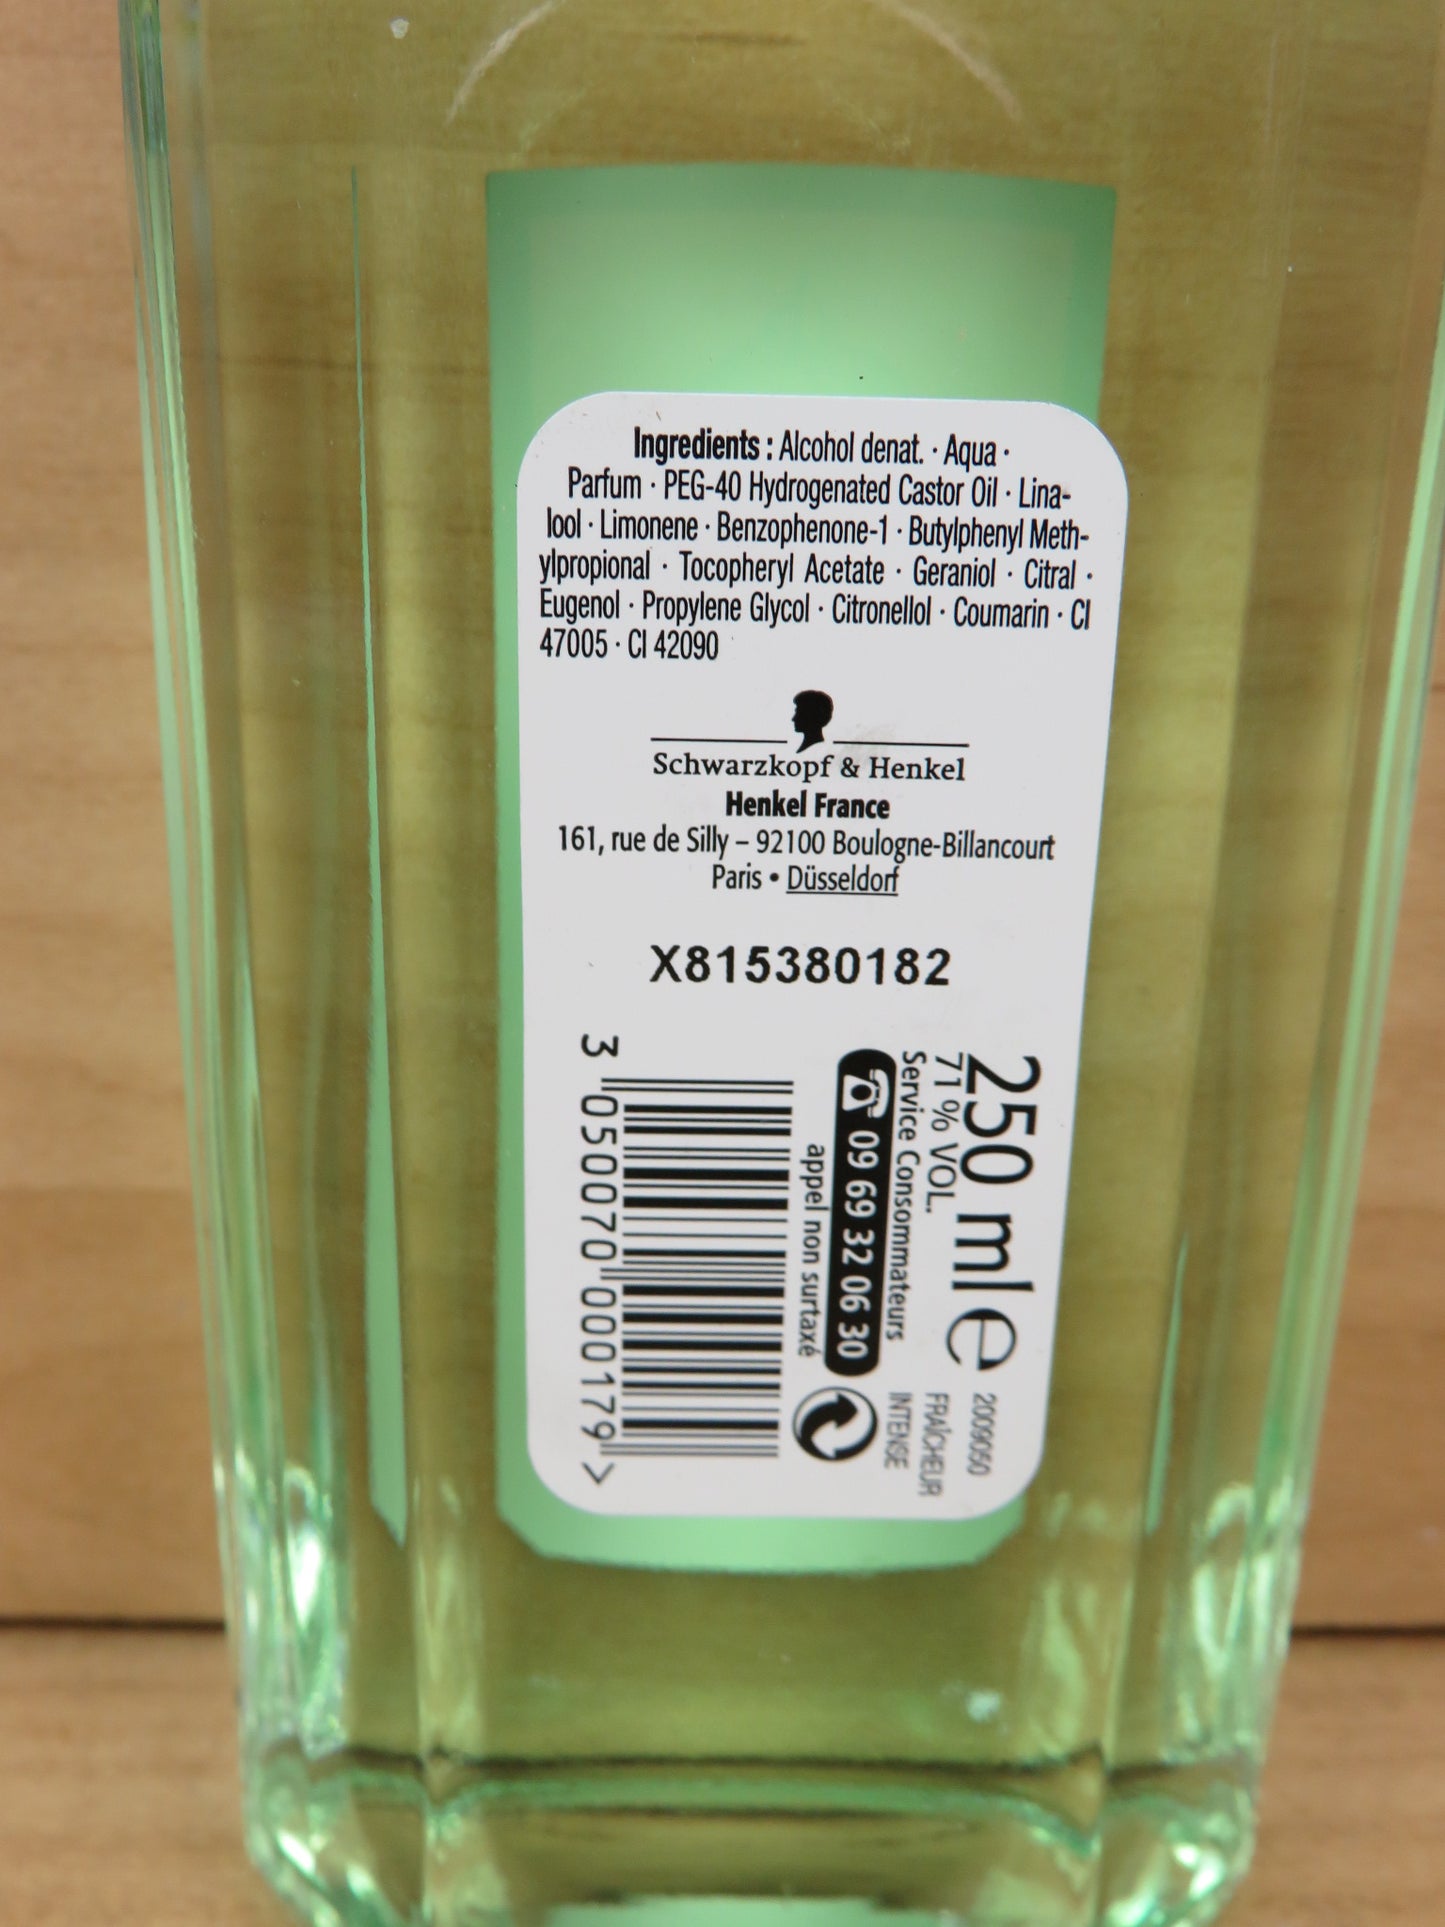 Ingredients : Alcohol denat. · Aqua ·
Parfum · PEG-40 Hydrogenated Castor Oil · Lina-
lool · Limonene · Benzophenone-1 · Butylphenyl Meth-
ylpropional · Tocopheryl Acetate · Geraniol · Citral ·
Eugenol · Propylene Glycol · Citronellol · Coumarin · CI
47005 · CI 42090
Schwarzkopf & Henkel
Henkel France
161, rue de Silly – 92100 Boulogne-Billancourt
Paris • Düsseldorf
X815380182
250 ml e
71% VOL.
Service Consommateurs
09 69 32 06 30
appel non surtaxé
2009050
FRAÎCHEUR
INTENSE
3 050070 000179 >